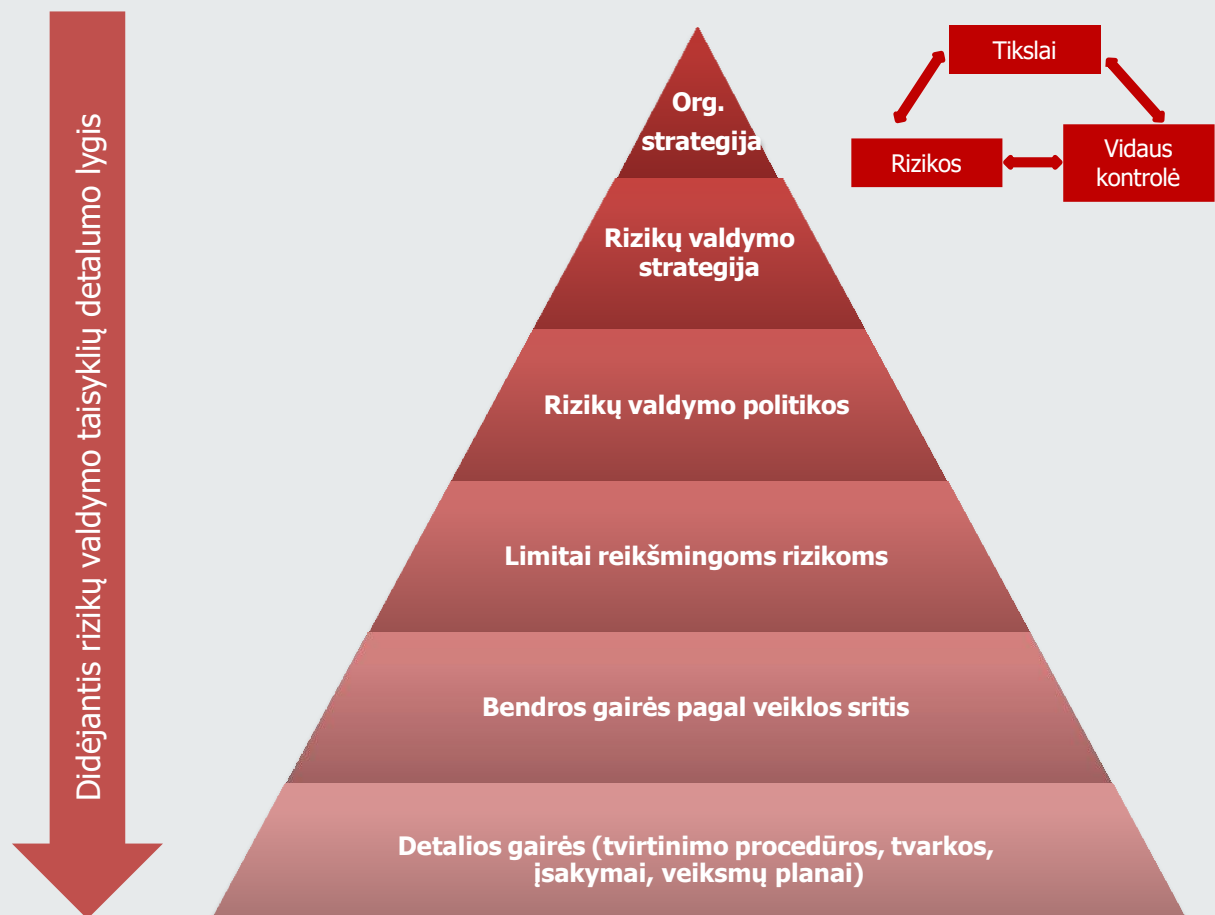 Didėjantis rizikų valdymo taisyklių detalumo lygis
Org.
strategija
Rizikų valdymo
strategija
Rizikų valdymo politikos
Limitai reikšmingoms rizikoms
Bendros gairės pagal veiklos sritis
Detalios gairės (tvirtinimo procedūros, tvarkos,
įsakymai, veiksmų planai)
Tikslai
Rizikos
Vidaus
kontrolė